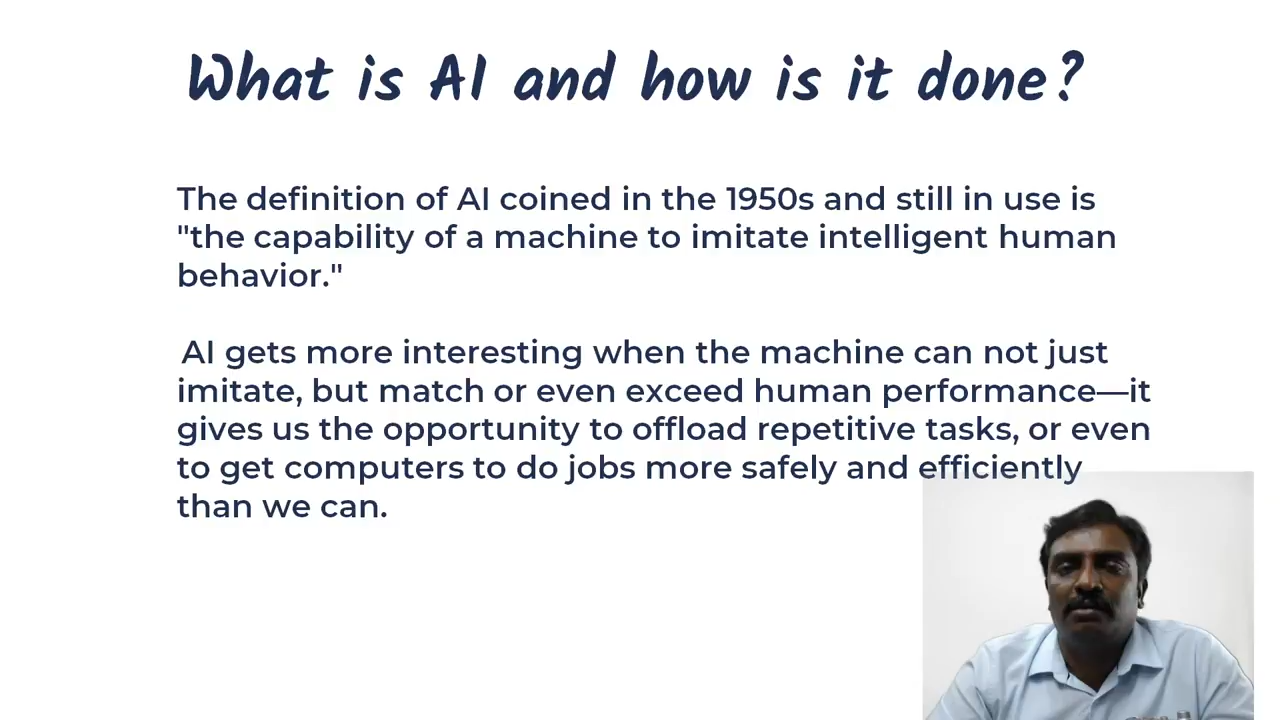 What is AI and how is it done?
The definition of AI coined in the 1950s and still in use is
"the capability of a machine to imitate intelligent human
behavior."
AI gets more interesting when the machine can not just
imitate, but match or even exceed human performance—it
gives us the opportunity to offload repetitive tasks, or even
to get computers to do jobs more safely and efficiently
than we can.